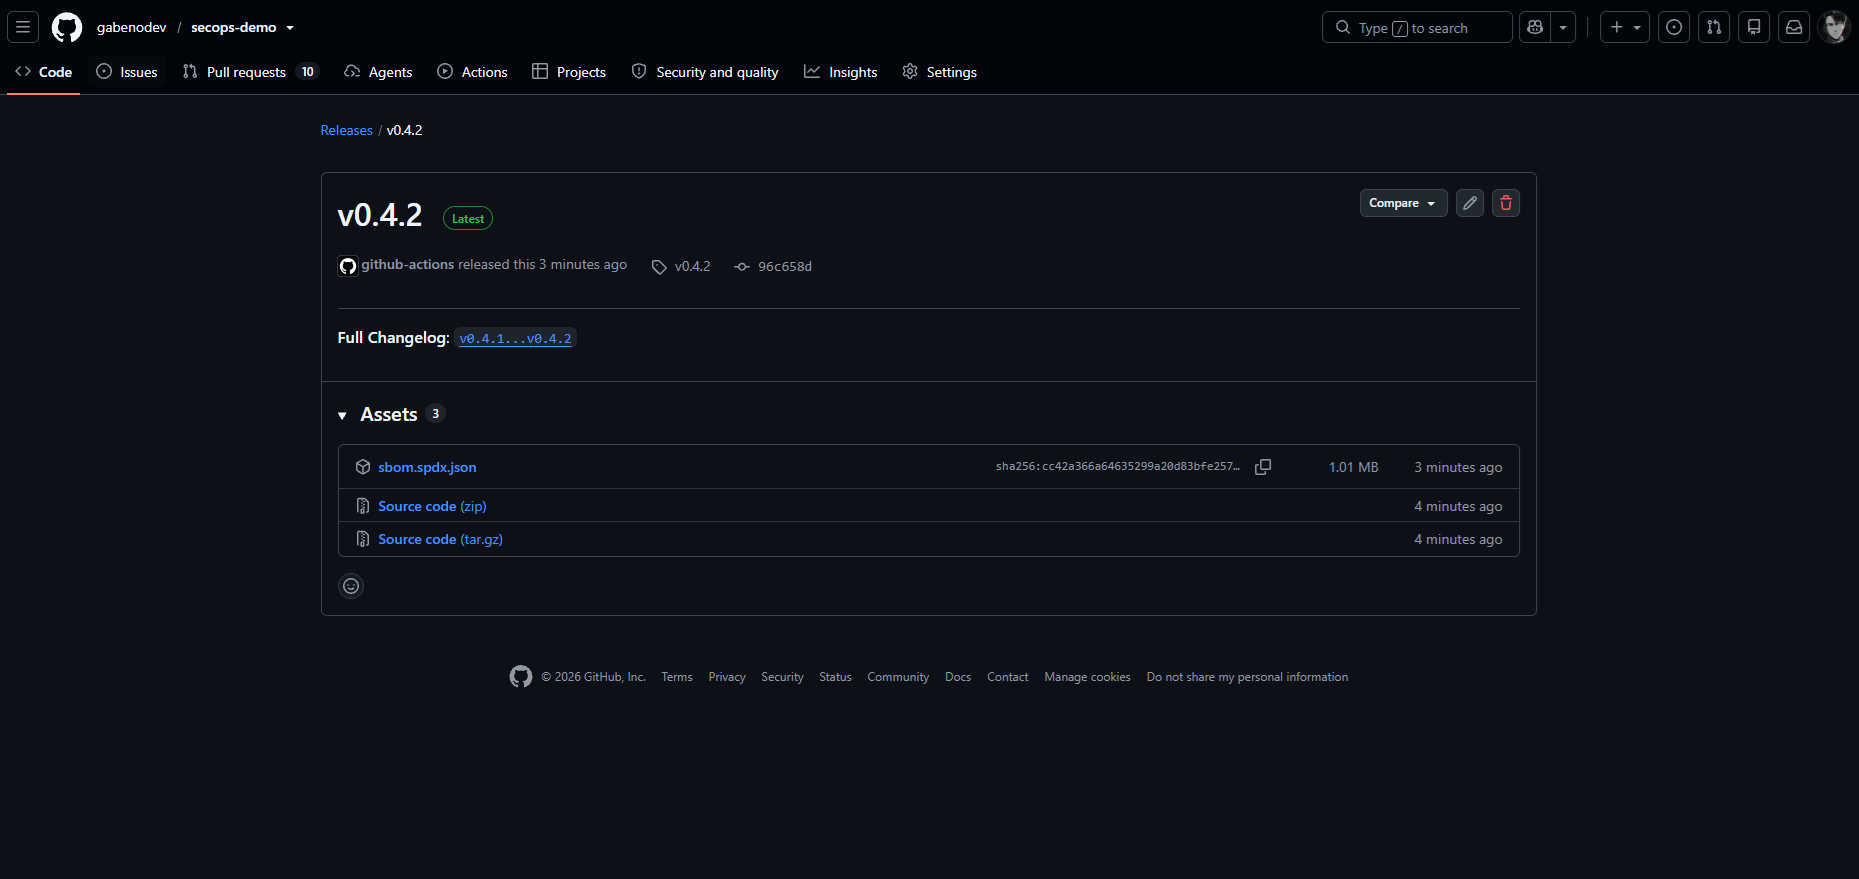 gabenodev / secops-demo
Type / to search
Code
Issues
Pull requests 10
Agents
Actions
Projects
Security and quality
Insights
Settings
Releases / v0.4.2
v0.4.2 Latest
Compare
github-actions released this 3 minutes ago v0.4.2 96c658d
Full Changelog: v0.4.1...v0.4.2
Assets 3
sbom.spdx.json sha256:cc42a366a64635299a20d83bfe257… 1.01 MB 3 minutes ago
Source code (zip) 4 minutes ago
Source code (tar.gz) 4 minutes ago
© 2026 GitHub, Inc. Terms Privacy Security Status Community Docs Contact Manage cookies Do not share my personal information